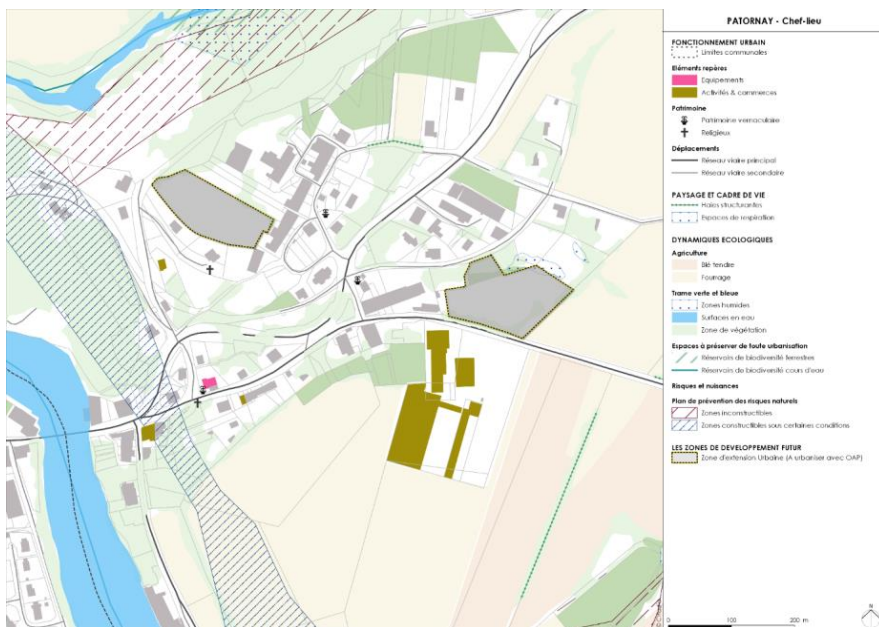 PATORNAY - Chef-lieu
FONCTIONNEMENT URBAIN
Limites communales
Eléments repères
Equipements
Activités & commerces
Patrimoine
Patrimoine vernaculaire
Religieux
Déplacements
Réseau viaire principal
Réseau viaire secondaire
PAYSAGE ET CADRE DE VIE
Haies structurantes
Espaces de respiration
DYNAMIQUES ECOLOGIQUES
Agriculture
Blé tendre
Fourrage
Trame verte et bleue
Zones humides
Surfaces en eau
Zone de végétation
Espaces à préserver de toute urbanisation
Réservoirs de biodiversité terrestres
Réservoirs de biodiversité cours d'eau
Risques et nuisances
Plan de prévention des risques naturels
Zones inconstructibles
Zones constructibles sous certaines conditions
LES ZONES DE DEVELOPPEMENT FUTUR
Zone d'extension Urbaine (A urbaniser avec OAP)
N
0 100 200 m